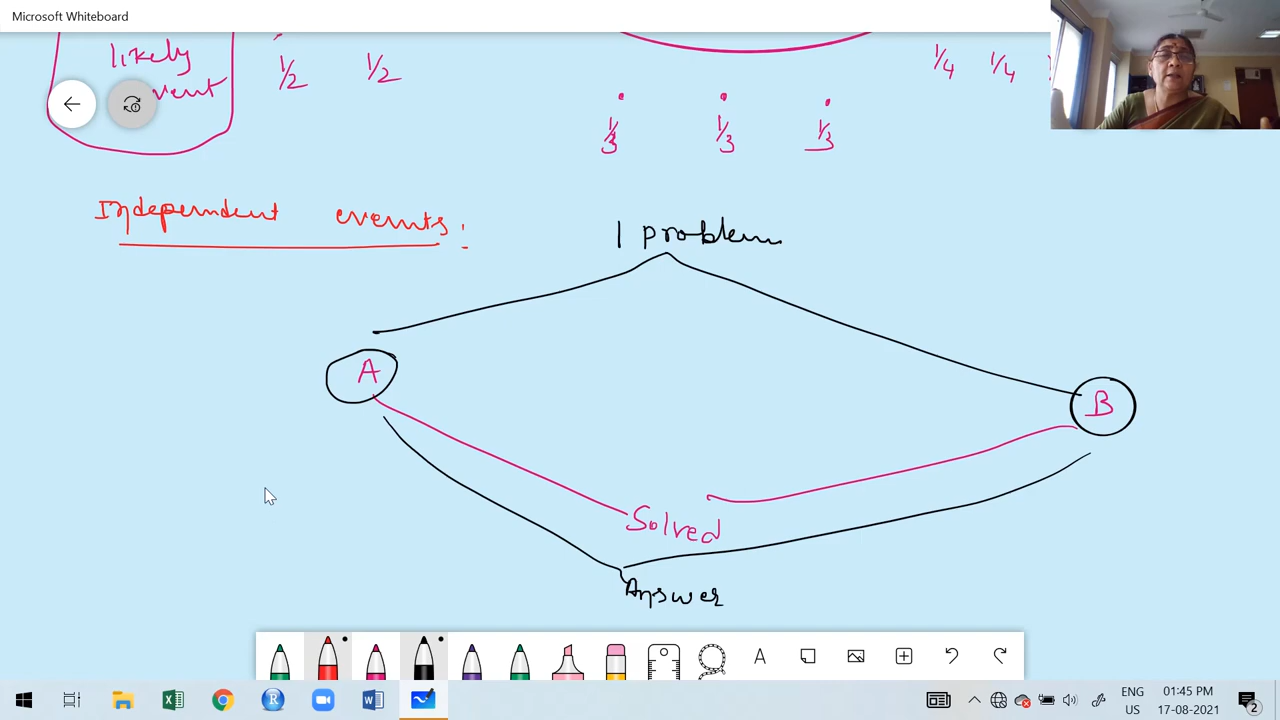 Microsoft Whiteboard
likely
1/2 1/2
1/4 1/4
1/3 1/3 1/3
Independent events:
1 problem
A
B
Solved
Answer
A
ENG
US
01:45 PM
17-08-2021
2